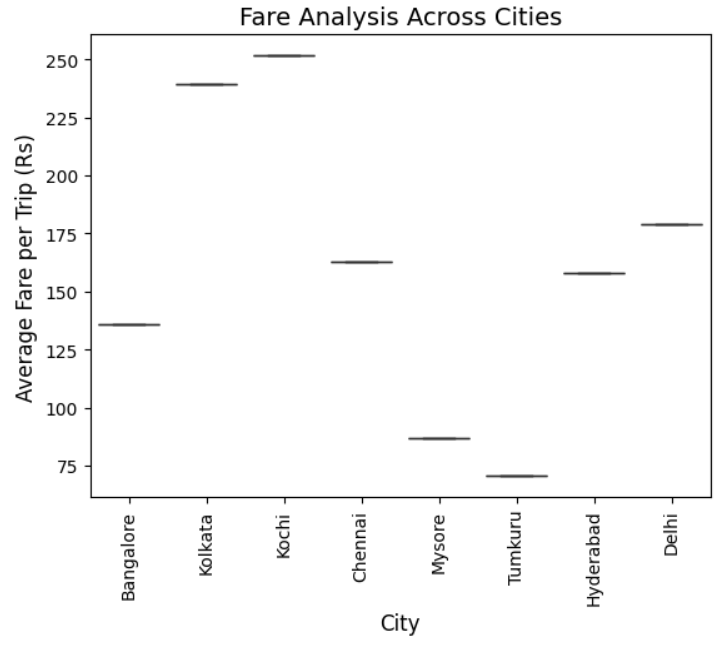 Fare Analysis Across Cities
Average Fare per Trip (Rs)
250
225
200
175
150
125
100
75
Bangalore
Kolkata
Kochi
Chennai
Mysore
Tumkuru
Hyderabad
Delhi
City